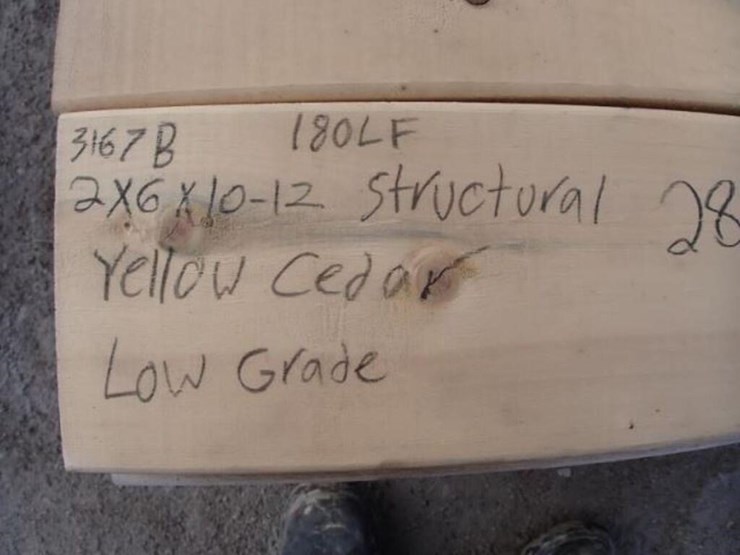 3167B 180LF
2x6x10-12 Structural 28
Yellow Cedar
Low Grade